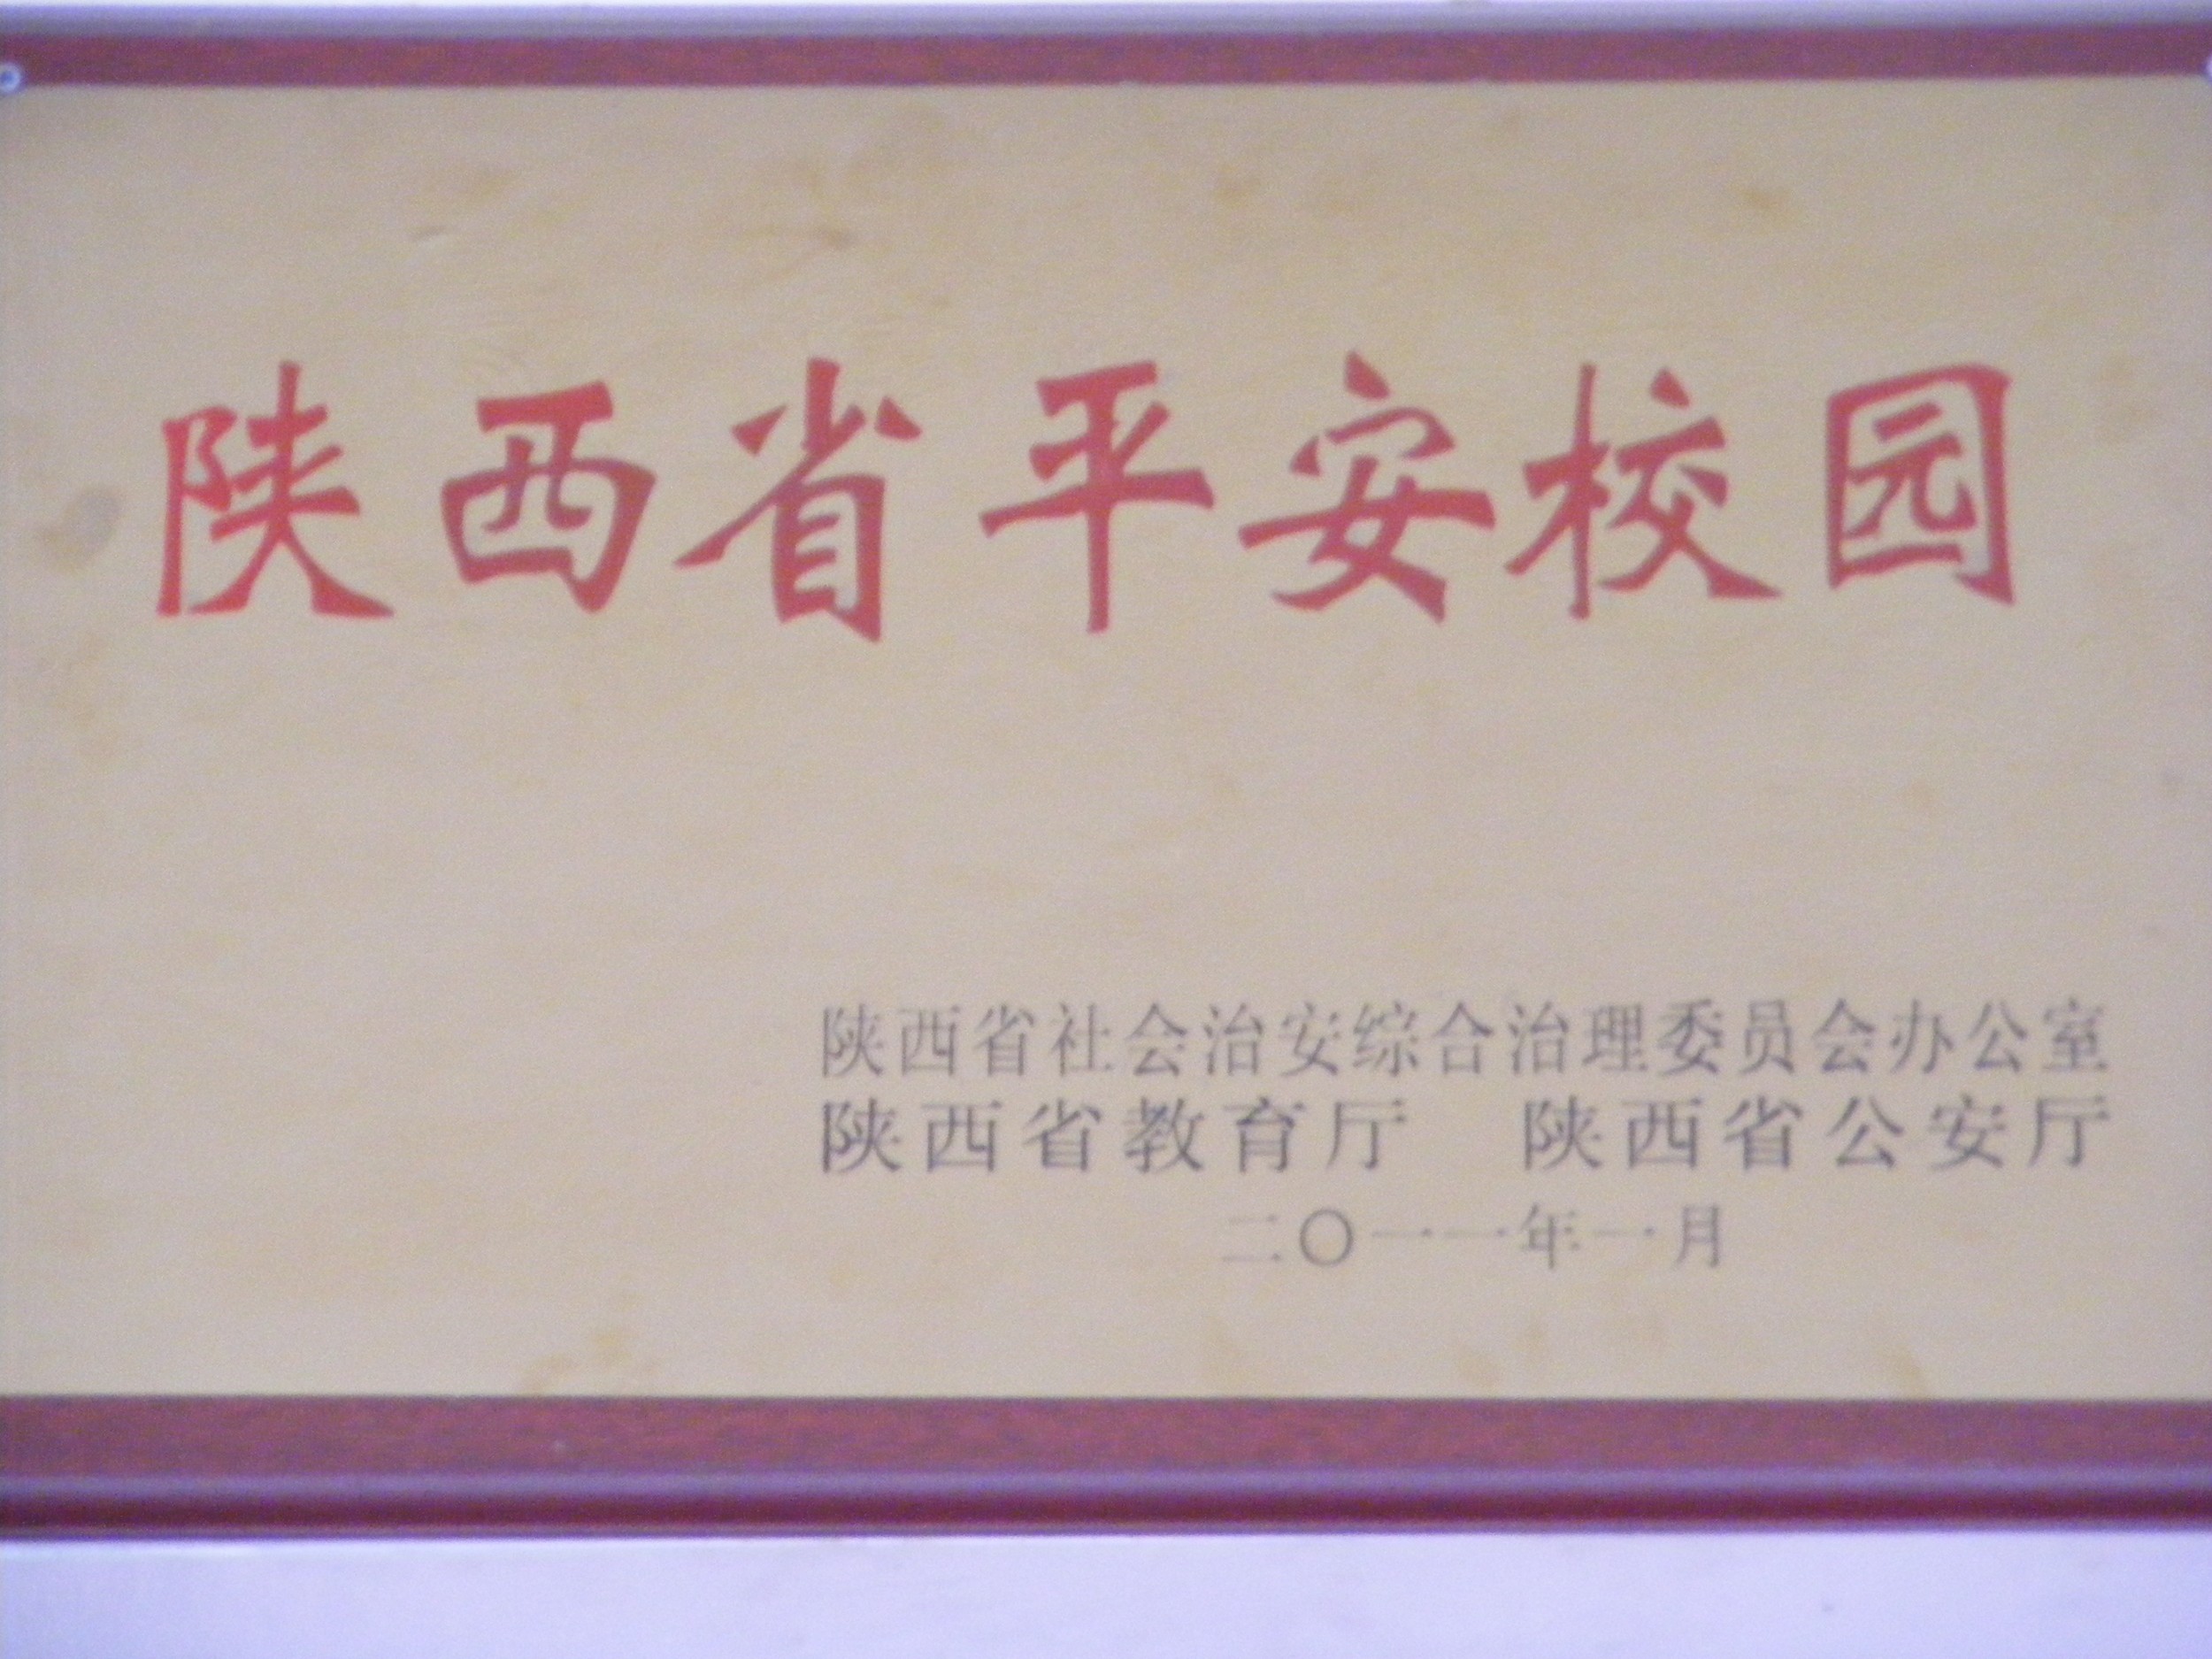 陕西省平安校园
陕西省社会治安综合治理委员会办公室
陕西省教育厅 陕西省公安厅
二〇一一年一月